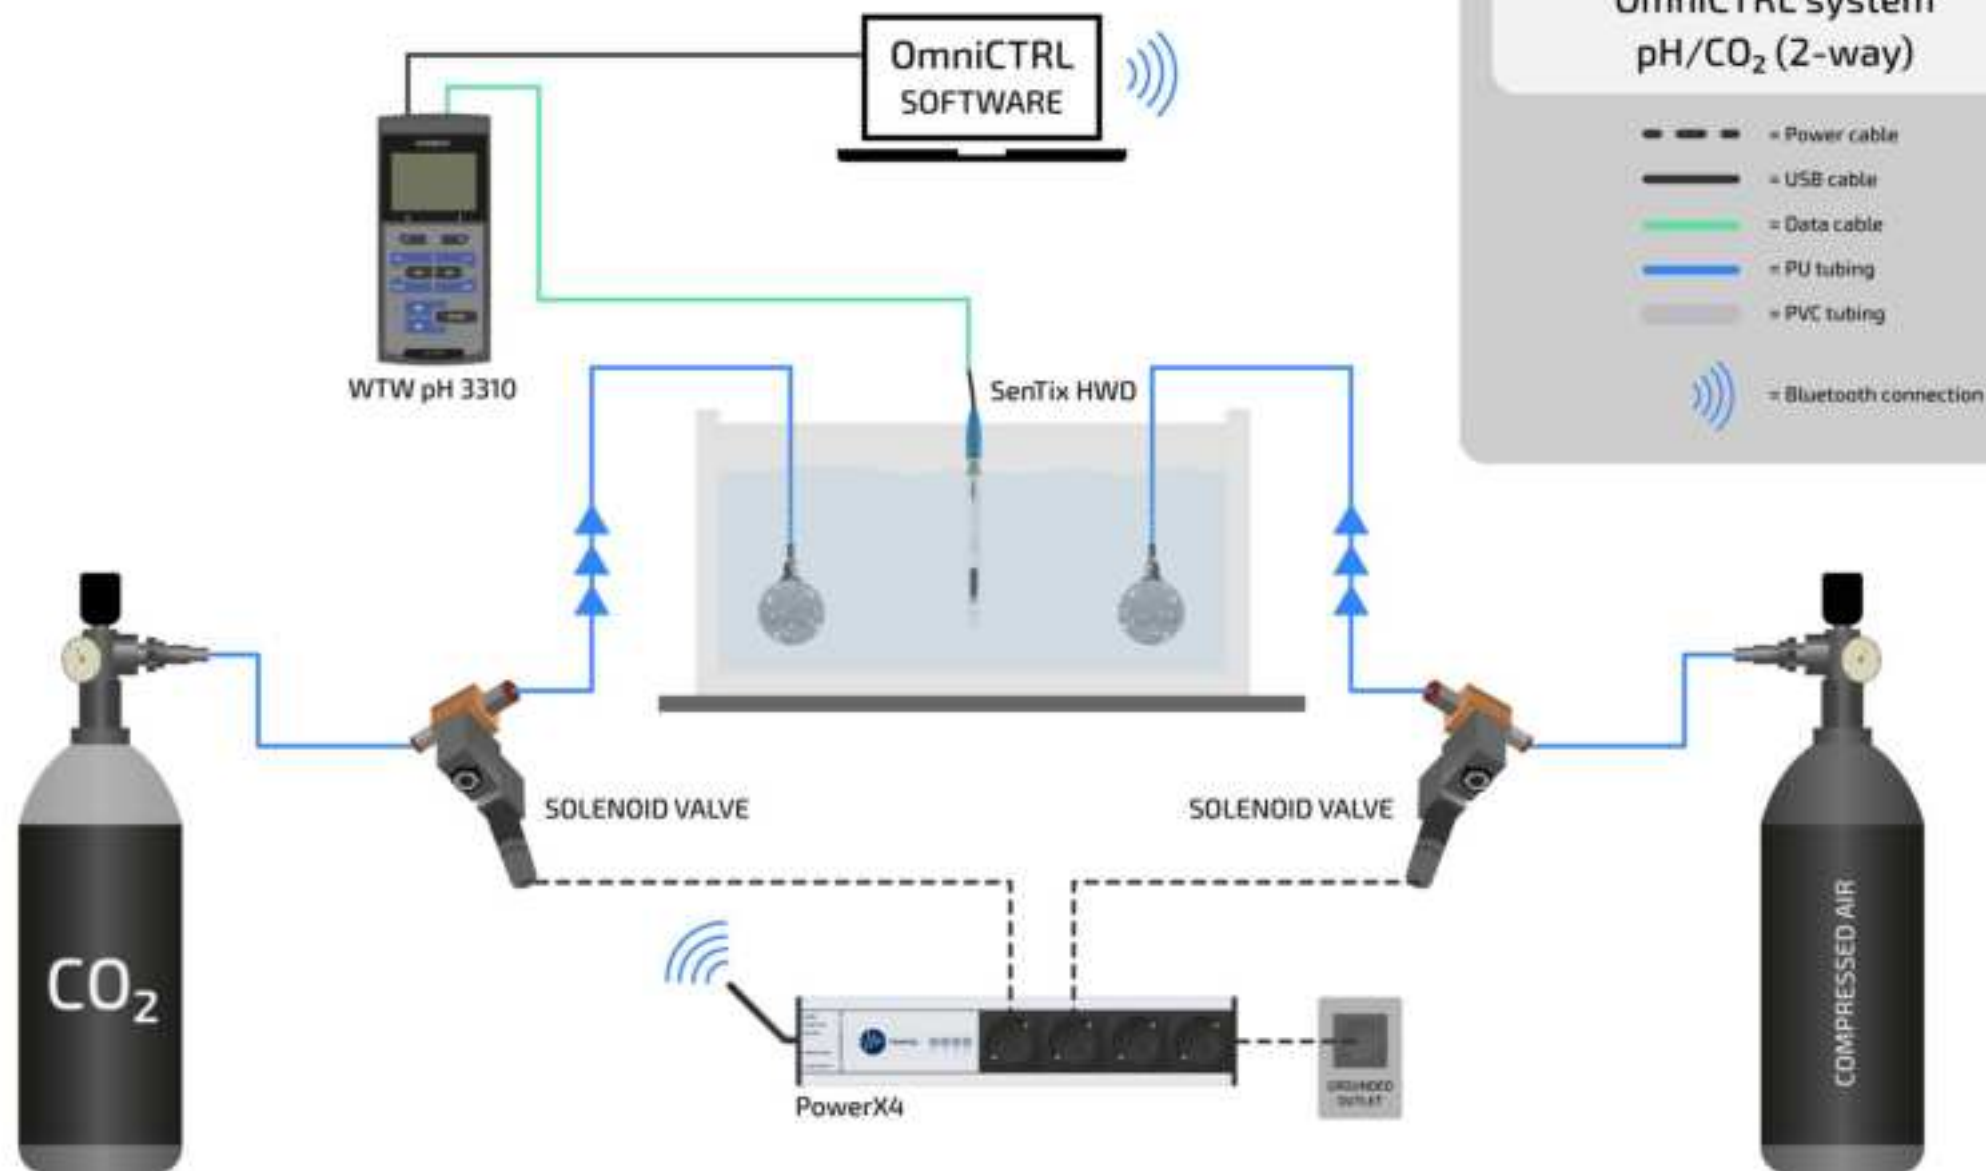 OmniCTRL system
pH/CO₂ (2-way)
= Power cable
= USB cable
= Data cable
= PU tubing
= PVC tubing
= Bluetooth connection
OmniCTRL
SOFTWARE
WTW pH 3310
SenTix HWD
SOLENOID VALVE
SOLENOID VALVE
CO₂
COMPRESSED AIR
PowerX4
GROUNDED
OUTLET